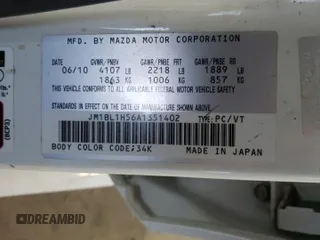 MFD. BY MAZDA MOTOR CORPORATION
GVWR/PNBV GAWR/PNBE FRT GAWR/PNBE RR
06/10 4107 LB 2218 LB 1889 LB
1863 KG 1006 KG 857 KG
THIS VEHICLE CONFORMS TO ALL APPLICABLE FEDERAL MOTOR VEHICLE
STANDARDS IN EFFECT ON THE DATE OF MANUFACTURE SHOWN ABOVE.
JM1BL1H56A1351402 TYPE: PC/VT
BODY COLOR CODE: 34K MADE IN JAPAN
(BCP3)
DREAMBID